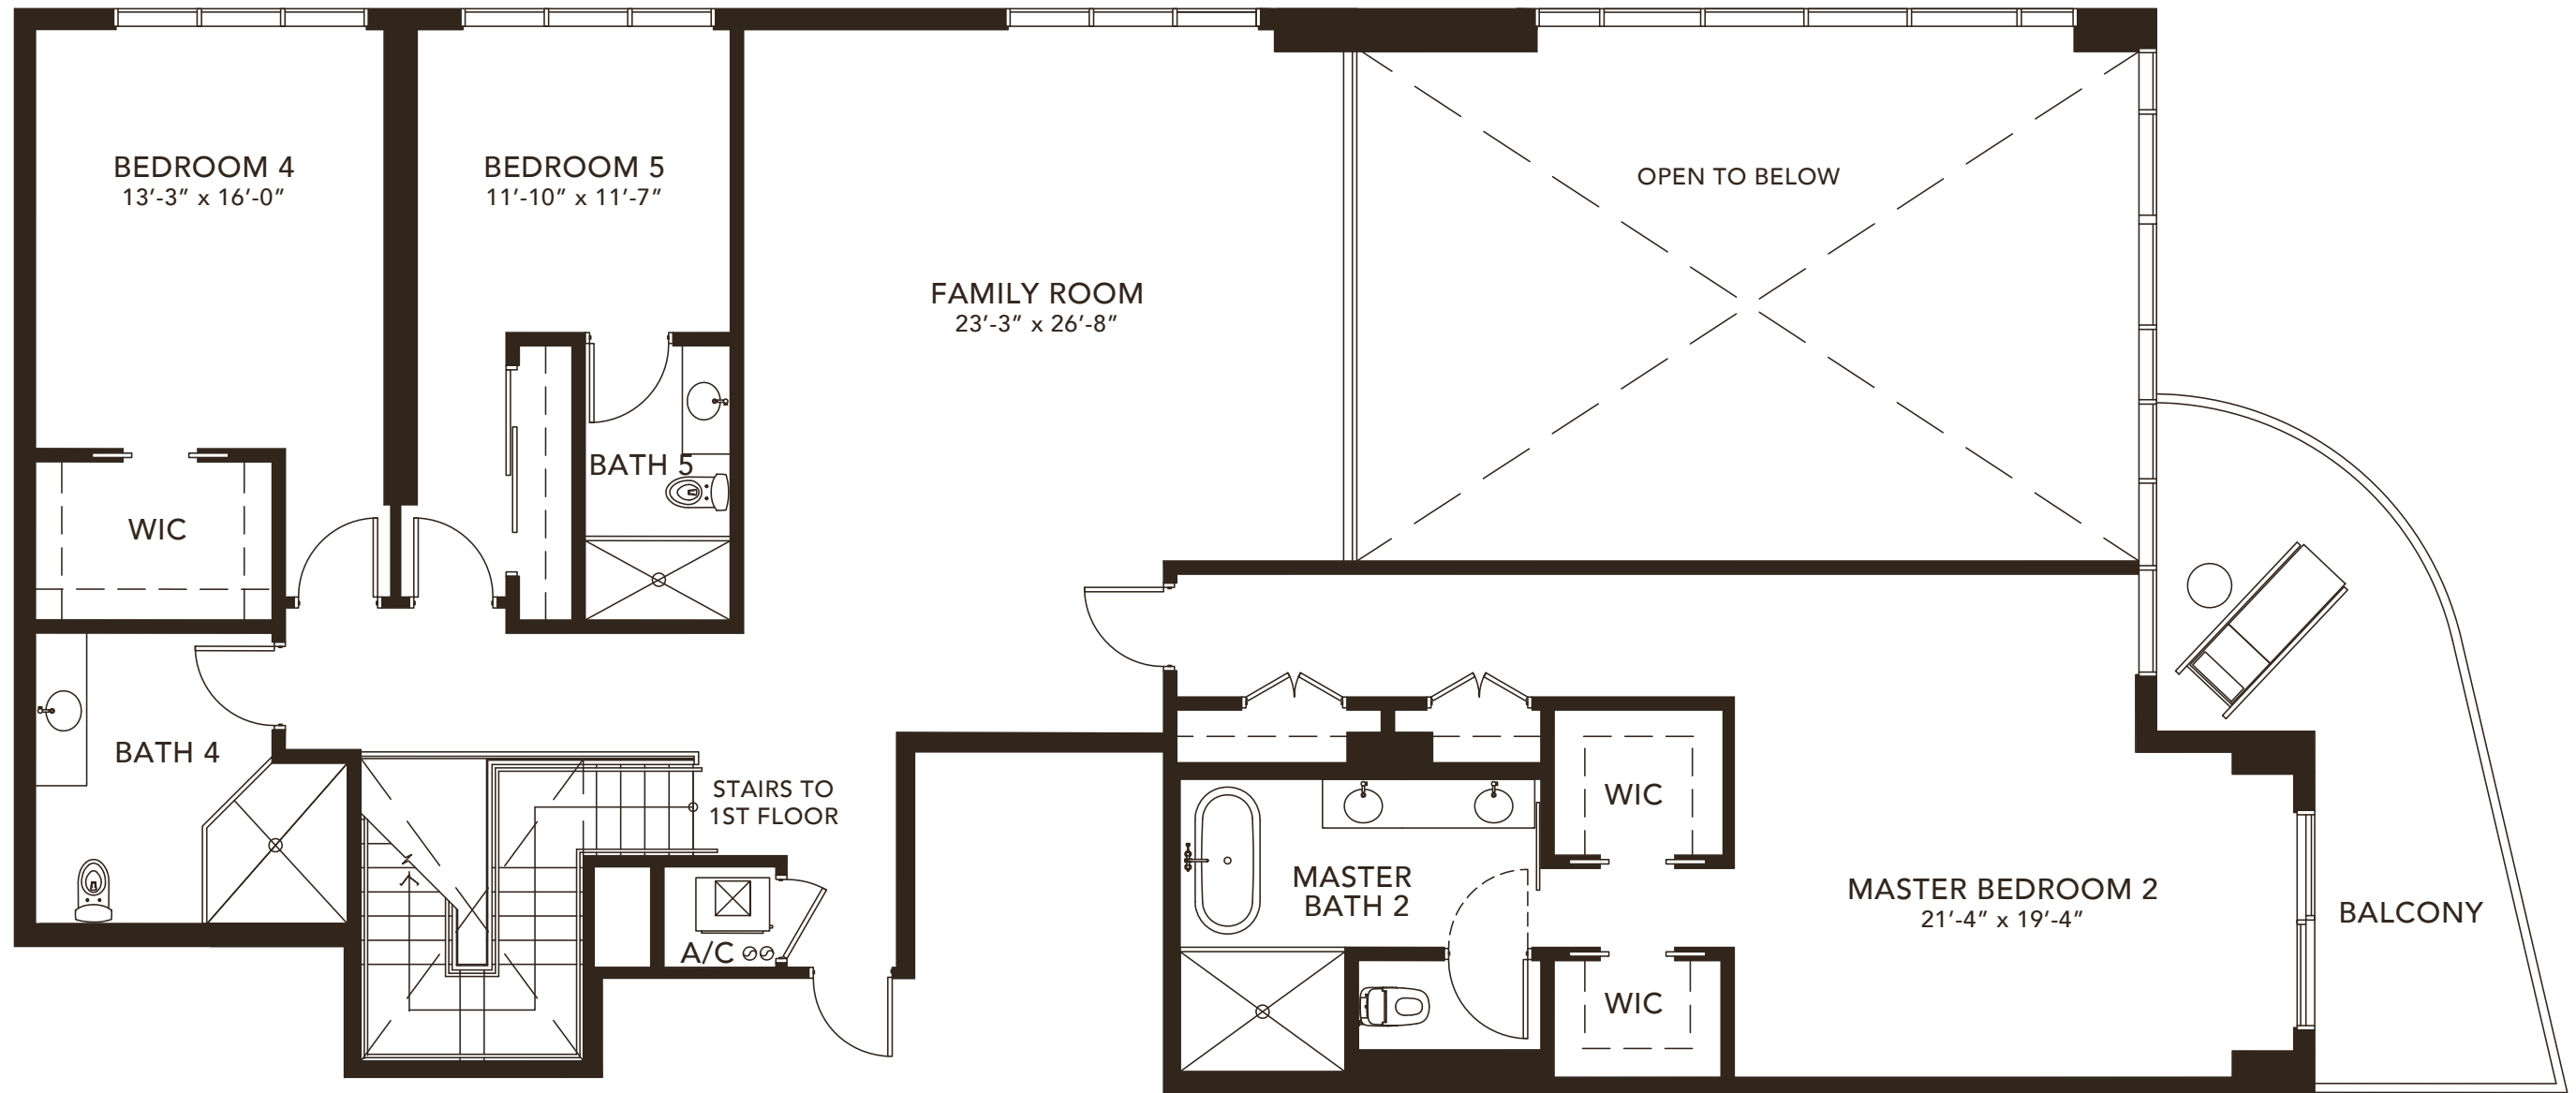 BEDROOM 4
13’-3” x 16’-0”
BEDROOM 5
11’-10” x 11’-7”
OPEN TO BELOW
FAMILY ROOM
23’-3” x 26’-8”
BATH 5
WIC
BATH 4
STAIRS TO
1ST FLOOR
A/C
WIC
MASTER
BATH 2
MASTER BEDROOM 2
21’-4” x 19’-4”
BALCONY
WIC